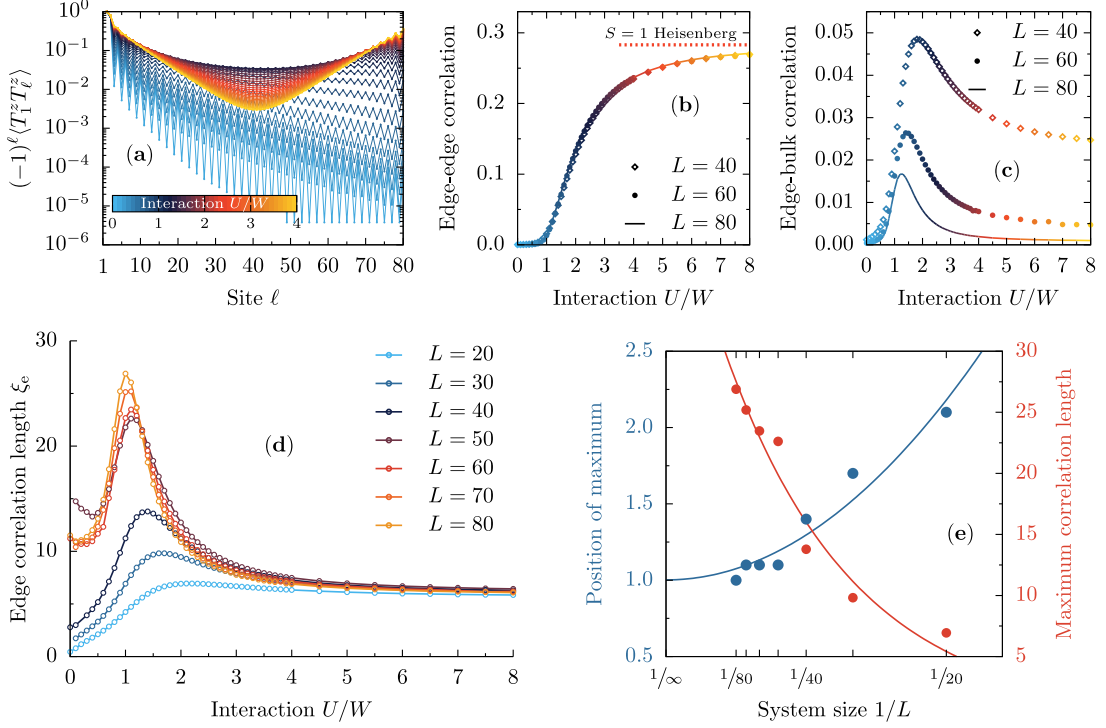 10⁰
10⁻¹
10⁻²
10⁻³
10⁻⁴
10⁻⁵
10⁻⁶
(−1)^ℓ⟨T₁ᶻT_ℓᶻ⟩
(a)
Interaction U/W
0 1 2 3 4
1 10 20 30 40 50 60 70 80
Site ℓ
0.3
0.2
0.1
0.0
Edge-edge correlation
S = 1 Heisenberg
(b)
L = 40
L = 60
L = 80
0 1 2 3 4 5 6 7 8
Interaction U/W
0.05
0.04
0.03
0.02
0.01
0.00
Edge-bulk correlation
L = 40
L = 60
L = 80
(c)
0 1 2 3 4 5 6 7 8
Interaction U/W
30
20
10
0
Edge correlation length ξₑ
(d)
L = 20
L = 30
L = 40
L = 50
L = 60
L = 70
L = 80
0 1 2 3 4 5 6 7 8
Interaction U/W
2.5
2.0
1.5
1.0
0.5
Position of maximum
(e)
30
25
20
15
10
5
Maximum correlation length
1/∞ 1/80 1/40 1/20
System size 1/L